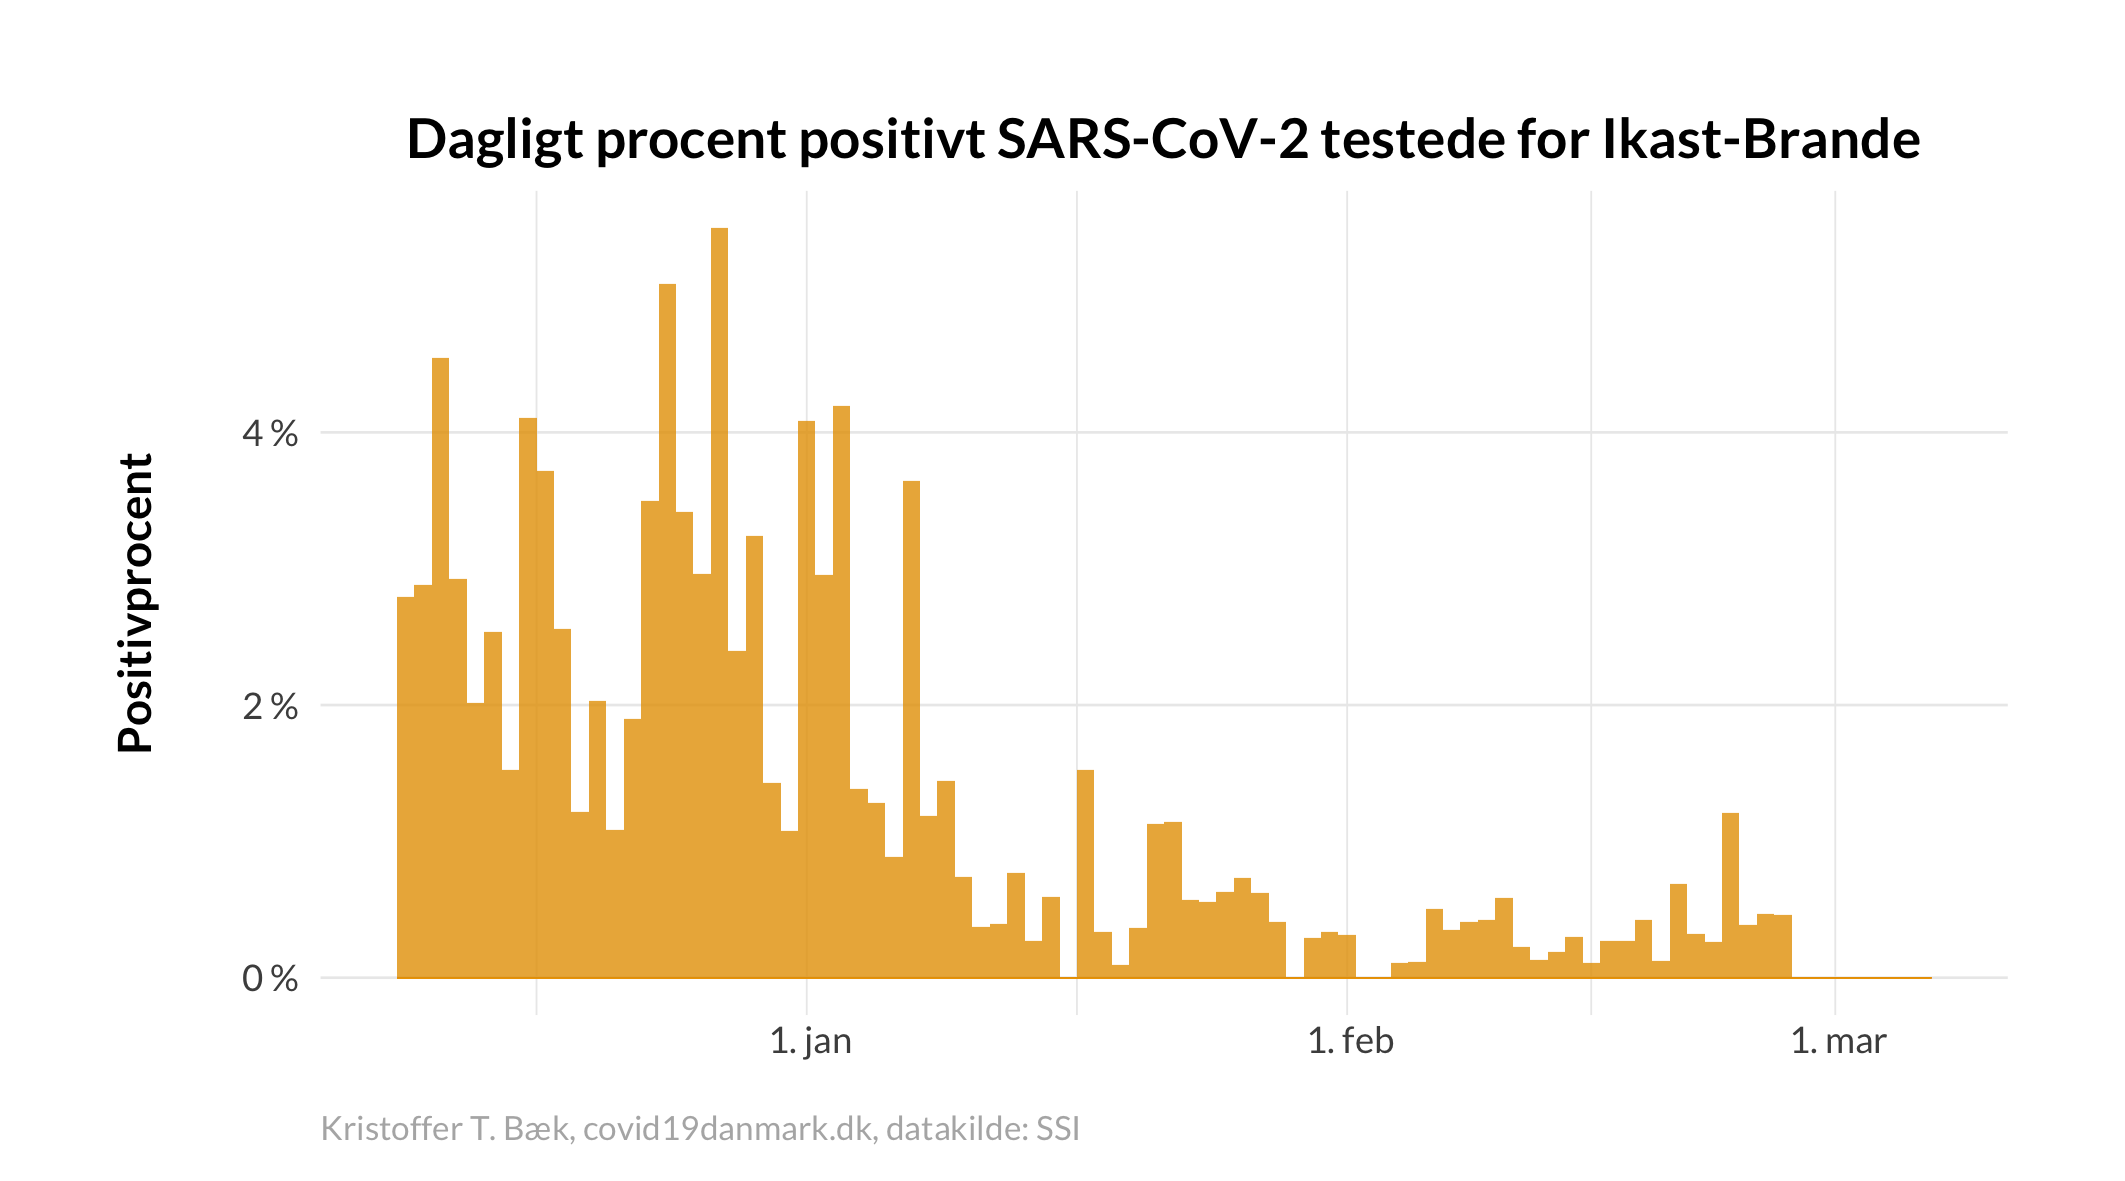 Dagligt procent positivt SARS-CoV-2 testede for Ikast-Brande
Positivprocent
4 %
2 %
0 %
1. jan
1. feb
1. mar
Kristoffer T. Bæk, covid19danmark.dk, datakilde: SSI